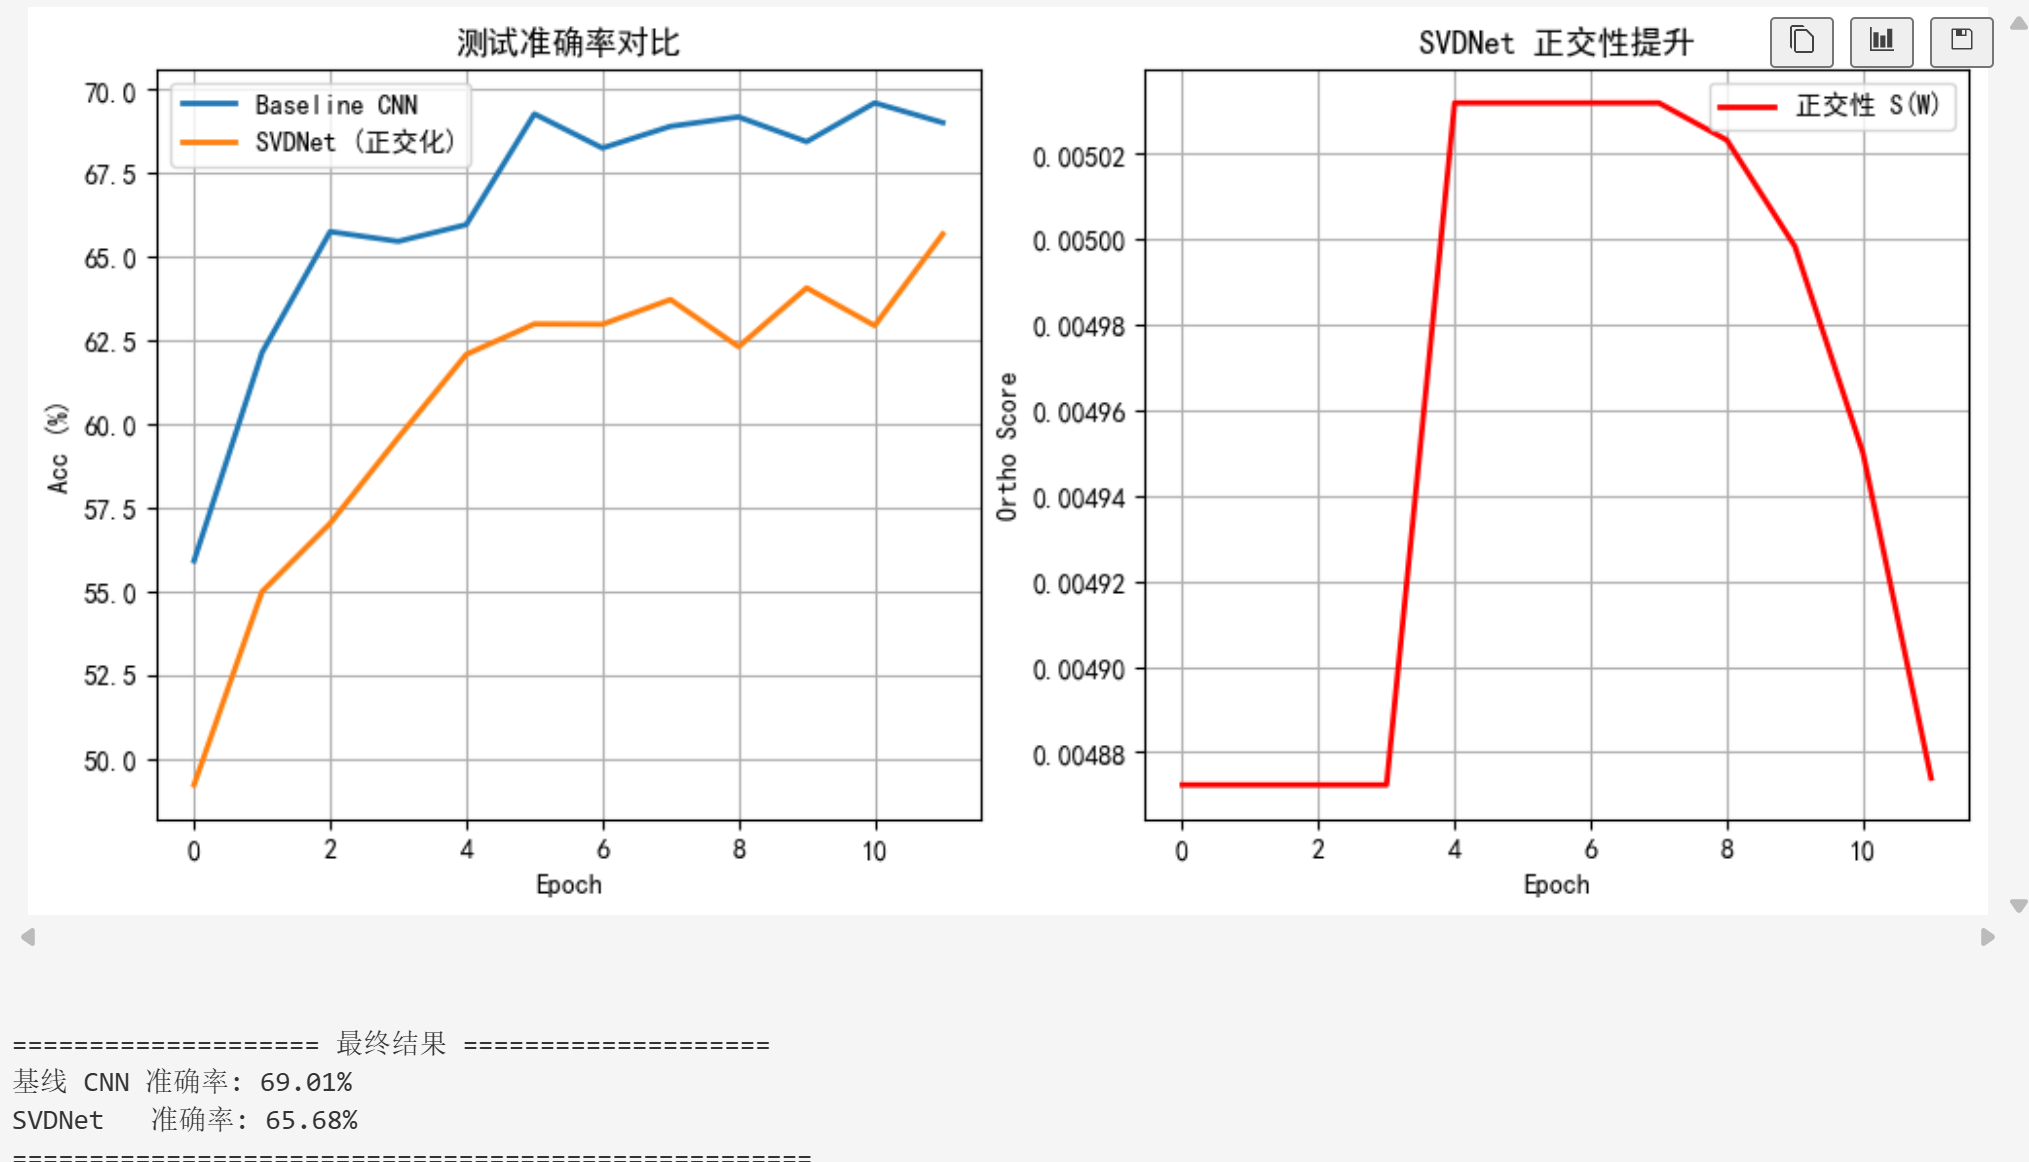 测试准确率对比
Baseline CNN
SVDNet (正交化)
70.0
67.5
65.0
62.5
60.0
57.5
55.0
52.5
50.0
Acc (%)
0 2 4 6 8 10
Epoch
SVDNet 正交性提升
正交性 S(W)
0.00502
0.00500
0.00498
0.00496
0.00494
0.00492
0.00490
0.00488
Ortho Score
0 2 4 6 8 10
Epoch
==================== 最终结果 ====================
基线 CNN 准确率: 69.01%
SVDNet   准确率: 65.68%
====================================================